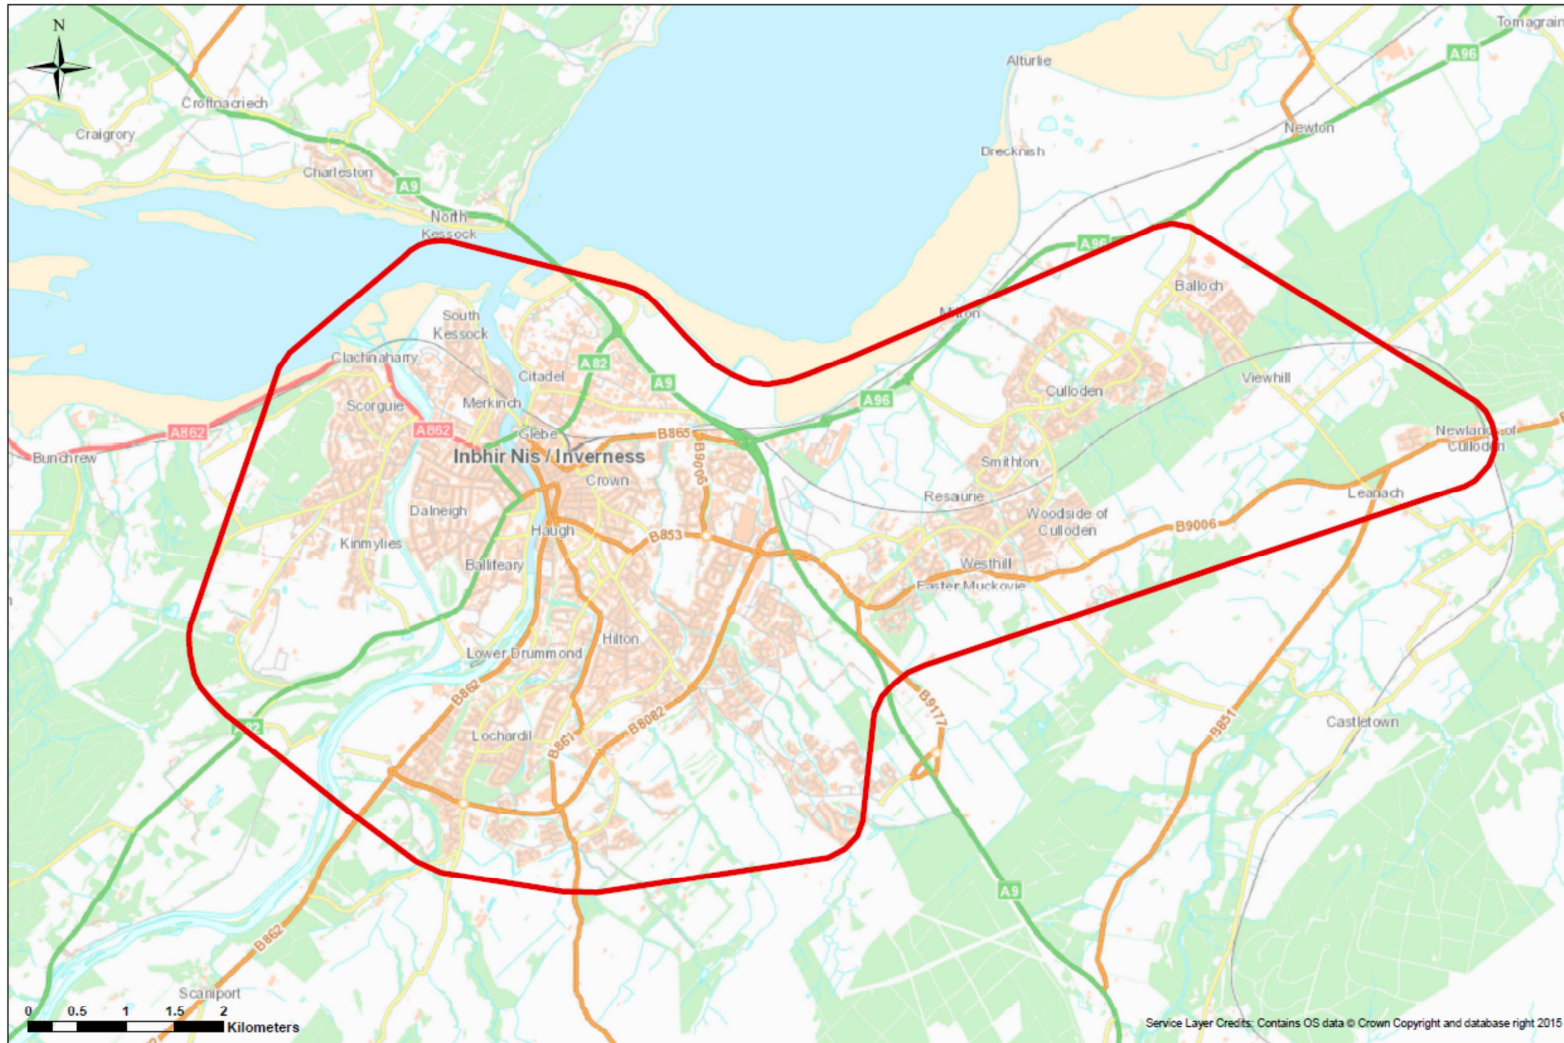 N
Tornagrain
A96
Alturlie
Croftnacriech
Craigrory
Newton
Drecknish
Charleston
A9
North
Kessock
A96
Balloch
South
Kessock
Milton
Clachnaharry
A82
Citadel
Viewhill
A9
Culloden
Scorguie
Merkinch
A96
A862
A862
Glebe
B865
Newlands of
Culloden
Bunchrew
Inbhir Nis / Inverness
B9006
Smithton
Crown
Resaurie
Leanach
Dalneigh
Woodside of
Culloden
B9006
Haugh
B853
Kinmylies
Balliteary
Westhill
Easter Muckovie
Hilton
Lower Drummond
B862
B9177
B8082
Castletown
B851
Lochardil
B861
A9
B862
Scaniport
0 0.5 1 1.5 2
Kilometers
Service Layer Credits: Contains OS data © Crown Copyright and database right 2015